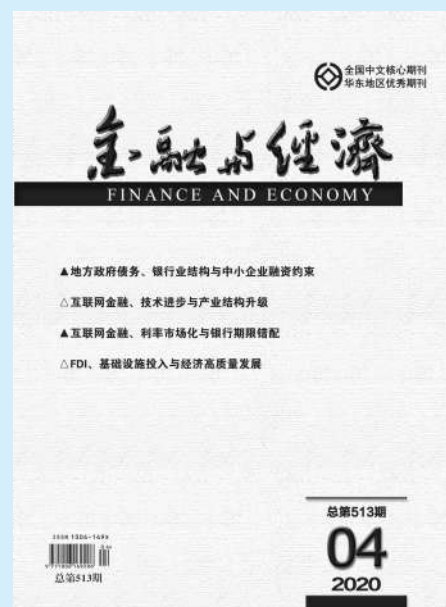 全国中文核心期刊
华东地区优秀期刊
金融与经濟
FINANCE AND ECONOMY
▲地方政府债务、银行业结构与中小企业融资约束
△互联网金融、技术进步与产业结构升级
▲互联网金融、利率市场化与银行期限错配
△FDI、基础设施投入与经济高质量发展
总第513期
04
2020
总第513期